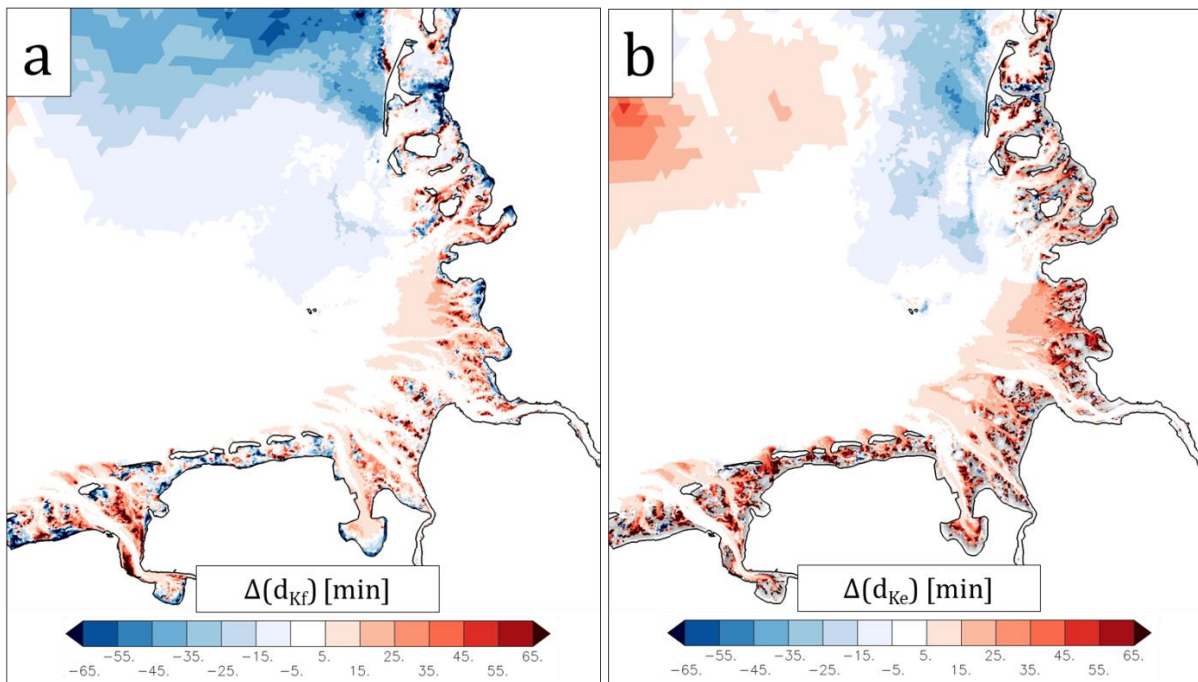 a
b
Δ(d_Kf) [min]
−55. −35. −15. 5. 25. 45. 65.
−65. −45. −25. −5. 15. 35. 55.
Δ(d_Ke) [min]
−55. −35. −15. 5. 25. 45. 65.
−65. −45. −25. −5. 15. 35. 55.